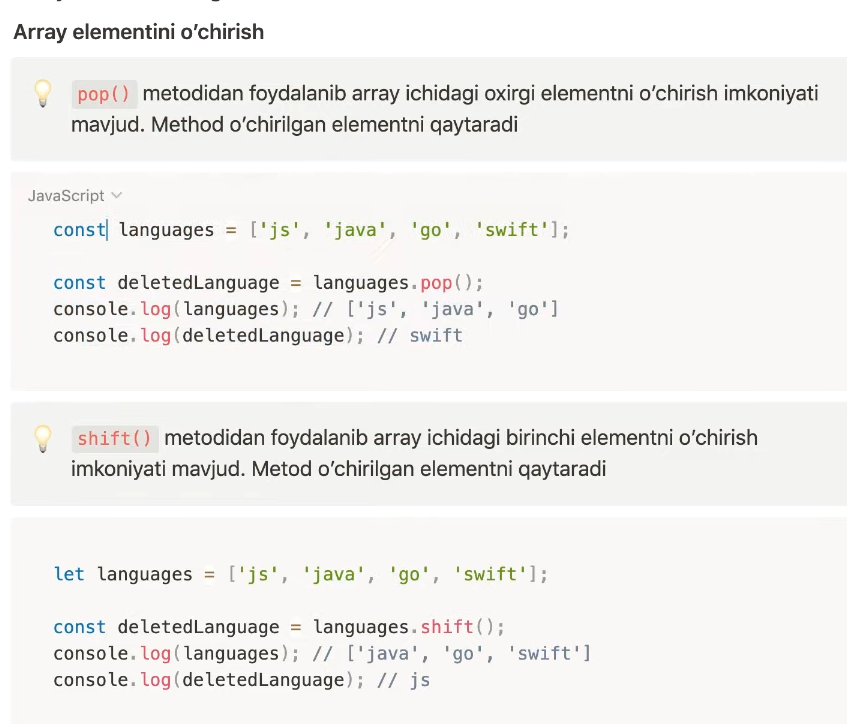 Array elementini o’chirish
pop() metodidan foydalanib array ichidagi oxirgi elementni o’chirish imkoniyati
mavjud. Method o’chirilgan elementni qaytaradi
JavaScript
const languages = ['js', 'java', 'go', 'swift'];
const deletedLanguage = languages.pop();
console.log(languages); // ['js', 'java', 'go']
console.log(deletedLanguage); // swift
shift() metodidan foydalanib array ichidagi birinchi elementni o’chirish
imkoniyati mavjud. Metod o’chirilgan elementni qaytaradi
let languages = ['js', 'java', 'go', 'swift'];
const deletedLanguage = languages.shift();
console.log(languages); // ['java', 'go', 'swift']
console.log(deletedLanguage); // js